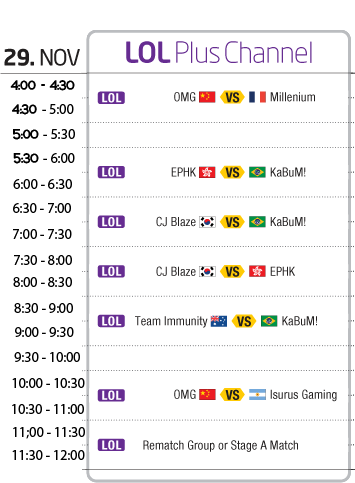 29. NOV LOL Plus Channel
4:00 - 4:30
LOL OMG VS Millenium
4:30 - 5:00
5:00 - 5:30
5:30 - 6:00
LOL EPHK VS KaBuM!
6:00 - 6:30
6:30 - 7:00
LOL CJ Blaze VS KaBuM!
7:00 - 7:30
7:30 - 8:00
LOL CJ Blaze VS EPHK
8:00 - 8:30
8:30 - 9:00
LOL Team Immunity VS KaBuM!
9:00 - 9:30
9:30 - 10:00
10:00 - 10:30
LOL OMG VS Isurus Gaming
10:30 - 11:00
11;00 - 11:30
LOL Rematch Group or Stage A Match
11:30 - 12:00